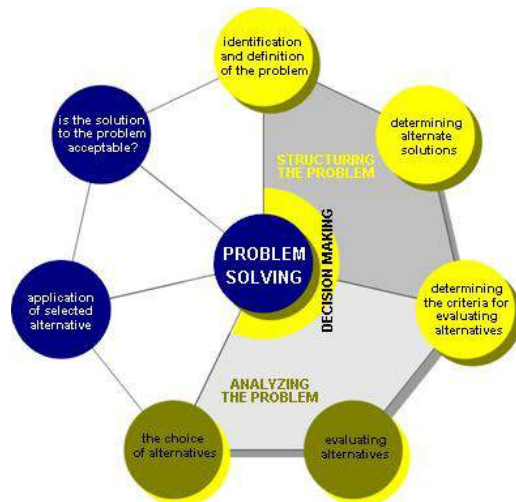 identification
and definition
of the problem
is the solution
to the problem
acceptable?
determining
alternate
solutions
STRUCTURING
THE PROBLEM
PROBLEM
SOLVING
DECISION MAKING
application
of selected
alternative
determining
the criteria for
evaluating
alternatives
ANALYZING
THE PROBLEM
the choice
of alternatives
evaluating
alternatives